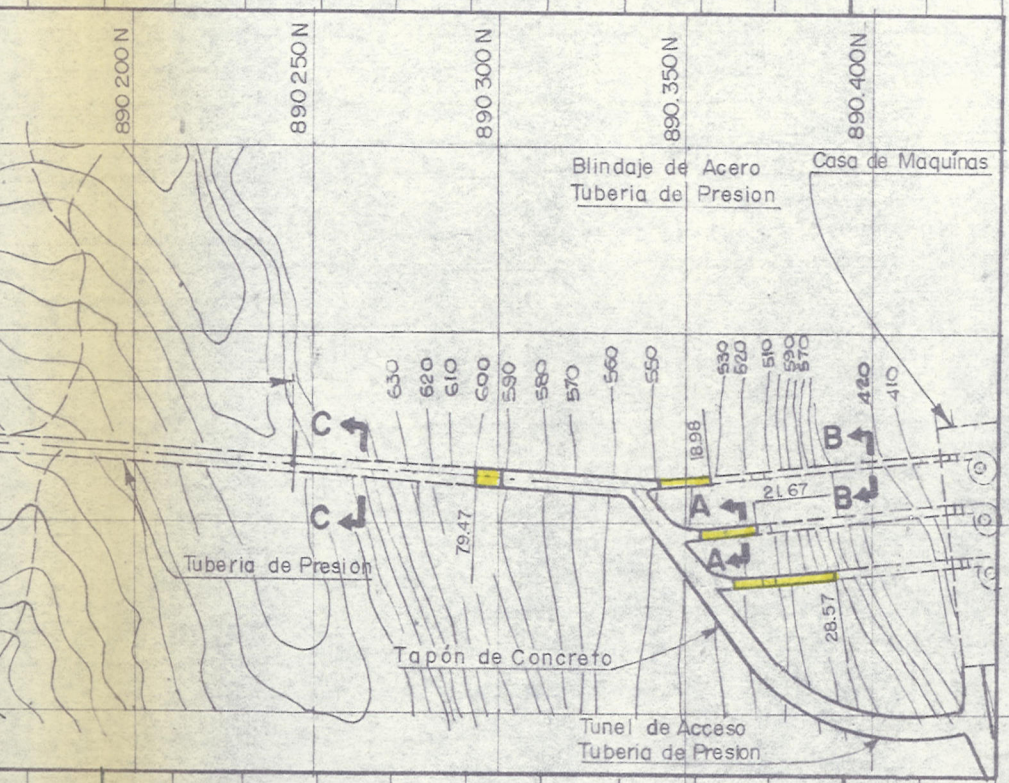 890 200 N
890 250 N
890 300 N
890.350 N
890.400N
Blindaje de Acero
Tuberia de Presion
Casa de Maquinas
630
620
610
600
590
580
570
560
550
530
520
510
590
570
420
410
18.98
C
B
A
21.67
B
C
79.47
A
Tuberia de Presion
28.57
Tapón de Concreto
Tunel de Acceso
Tuberia de Presion